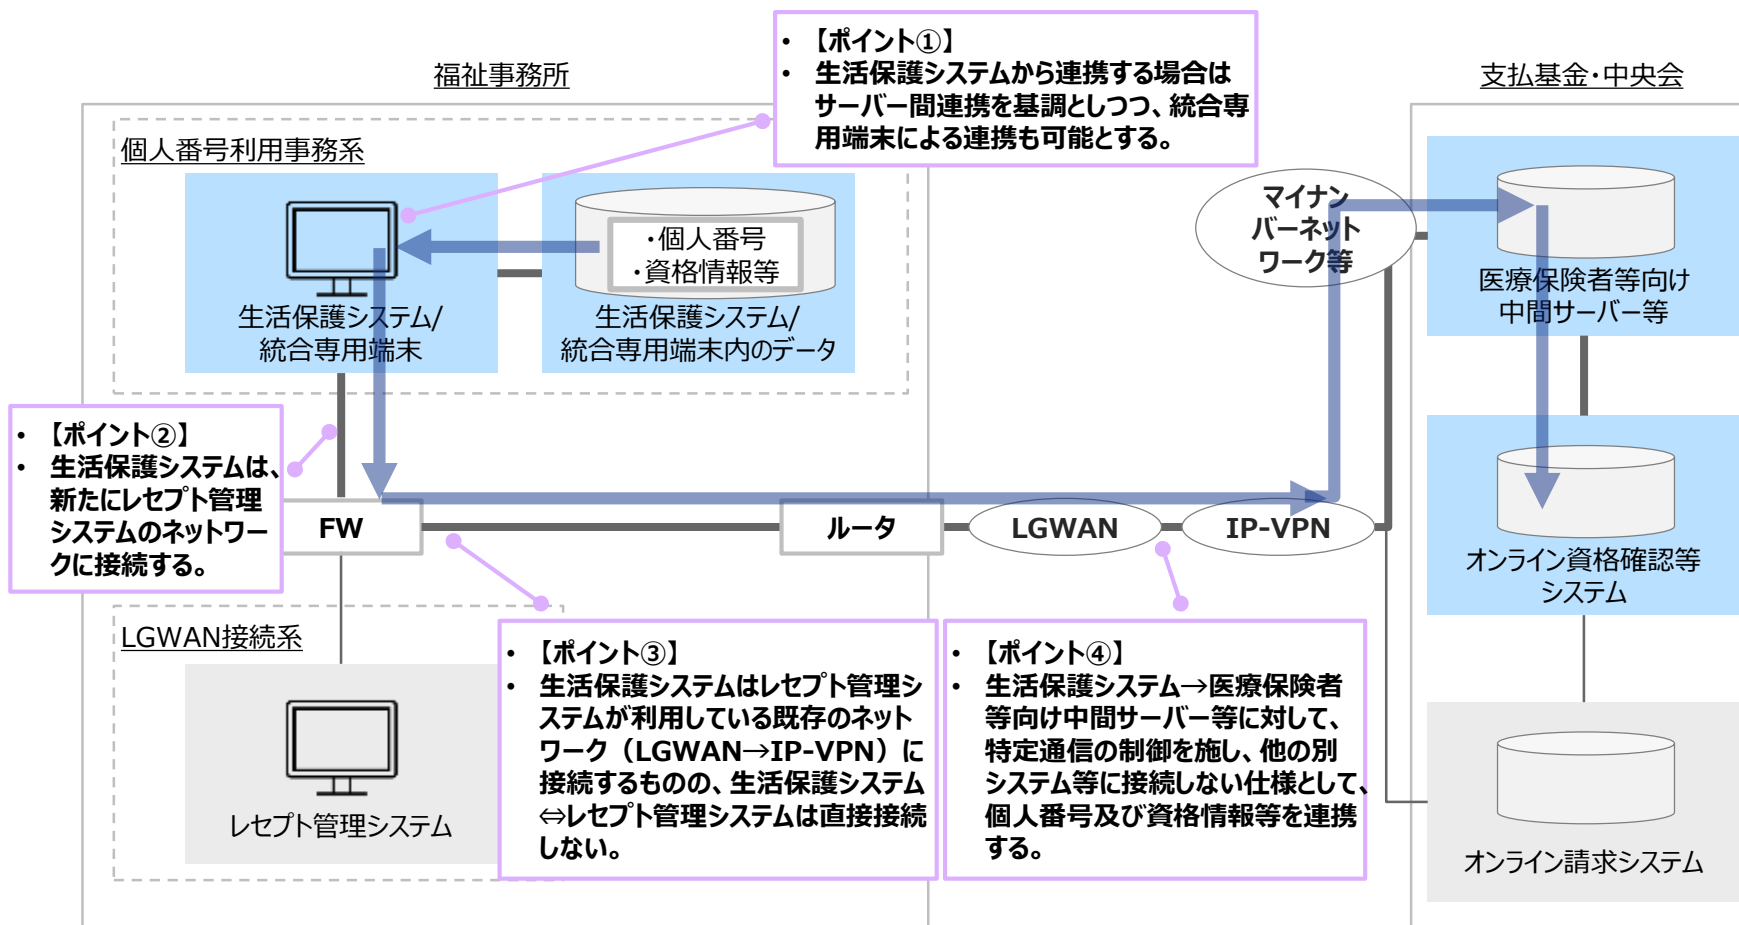 福祉事務所
支払基金・中央会
• 【ポイント①】
• 生活保護システムから連携する場合は
サーバー間連携を基調としつつ、統合専
用端末による連携も可能とする。
個人番号利用事務系
・個人番号
・資格情報等
生活保護システム/
統合専用端末
生活保護システム/
統合専用端末内のデータ
マイナン
バーネット
ワーク等
医療保険者等向け
中間サーバー等
• 【ポイント②】
• 生活保護システムは、
新たにレセプト管理
システムのネットワー
クに接続する。
FW
ルータ
LGWAN
IP-VPN
オンライン資格確認等
システム
LGWAN接続系
レセプト管理システム
• 【ポイント③】
• 生活保護システムはレセプト管理シ
ステムが利用している既存のネット
ワーク（LGWAN→IP-VPN）に
接続するものの、生活保護システム
⇔レセプト管理システムは直接接続
しない。
• 【ポイント④】
• 生活保護システム→医療保険者
等向け中間サーバー等に対して、
特定通信の制御を施し、他の別
システム等に接続しない仕様として、
個人番号及び資格情報等を連携
する。
オンライン請求システム